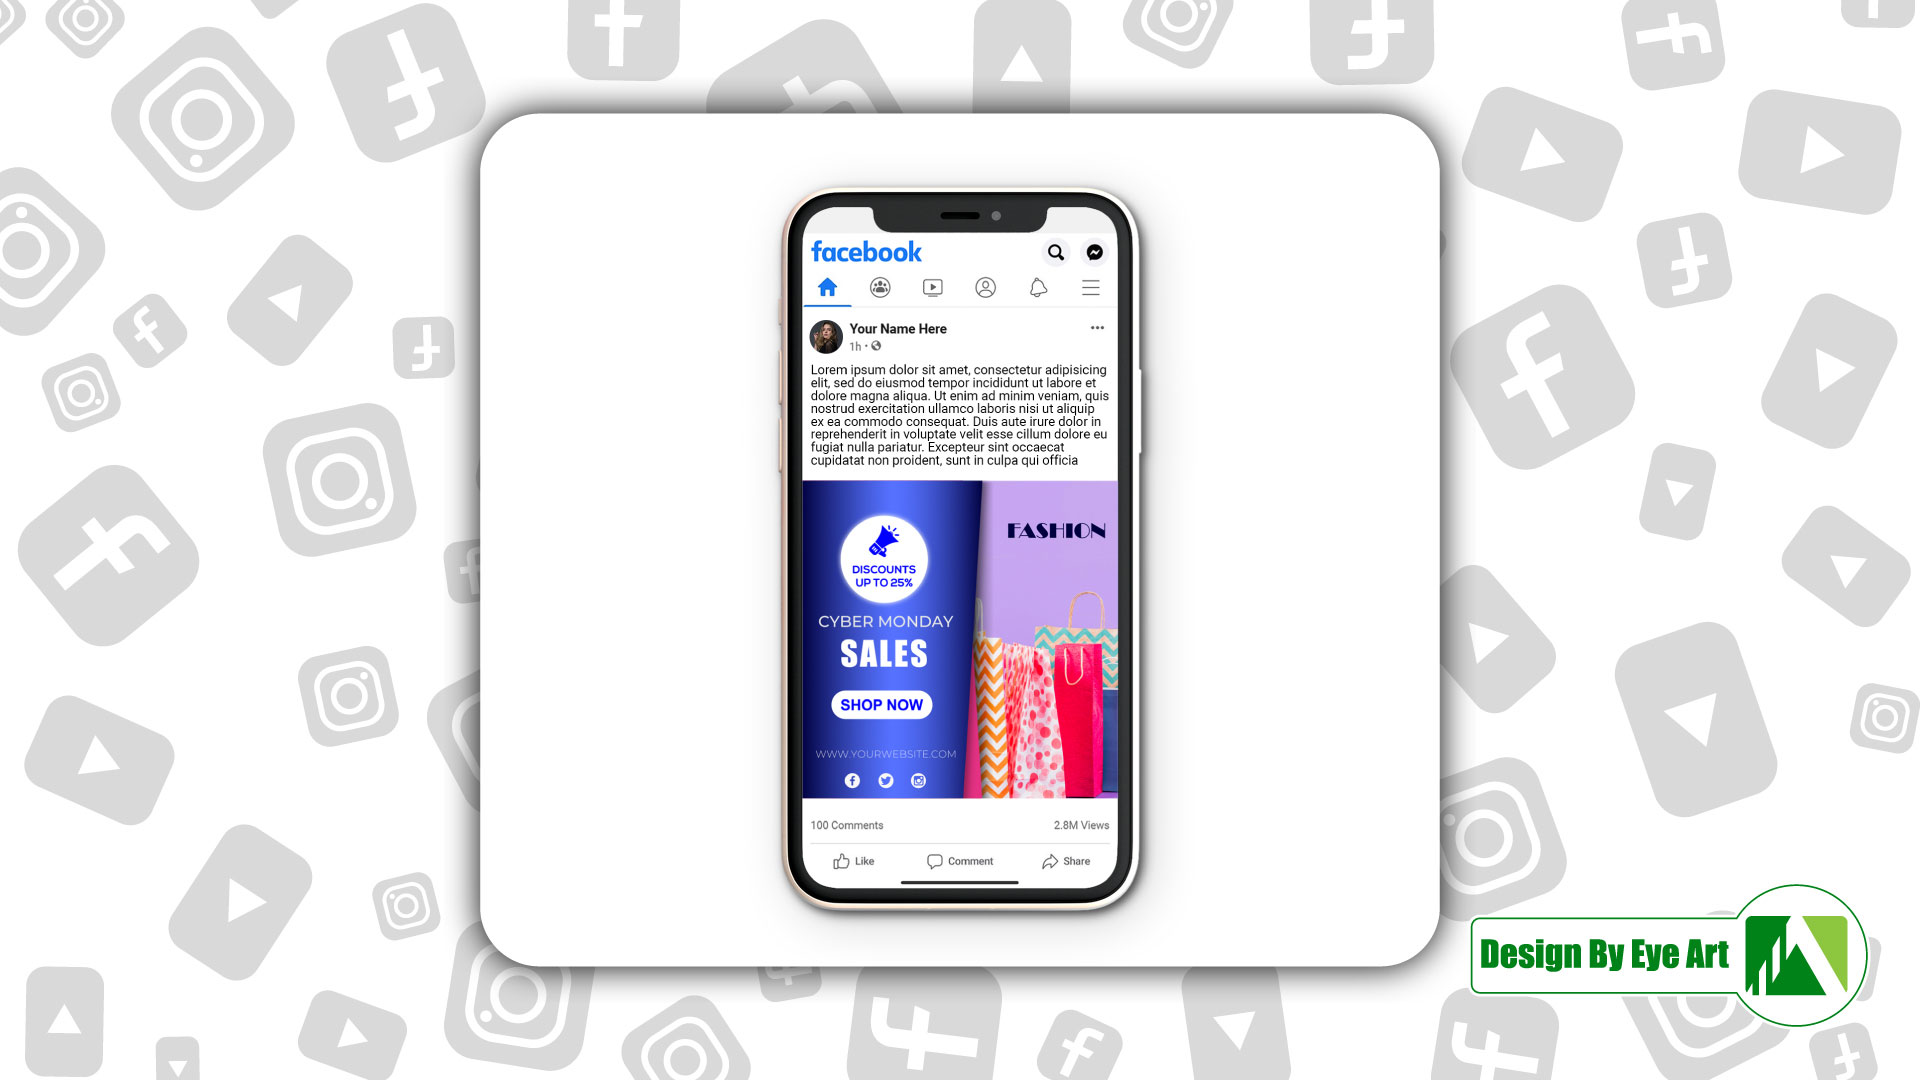 facebook
Your Name Here
1h
Lorem ipsum dolor sit amet, consectetur adipisicing
elit, sed do eiusmod tempor incididunt ut labore et
dolore magna aliqua. Ut enim ad minim veniam, quis
nostrud exercitation ullamco laboris nisi ut aliquip
ex ea commodo consequat. Duis aute irure dolor in
reprehenderit in voluptate velit esse cillum dolore eu
fugiat nulla pariatur. Excepteur sint occaecat
cupidatat non proident, sunt in culpa qui officia
FASHION
DISCOUNTS
UP TO 25%
CYBER MONDAY
SALES
SHOP NOW
WWW.YOURWEBSITE.COM
100 Comments 2.8M Views
Like Comment Share
Design By Eye Art